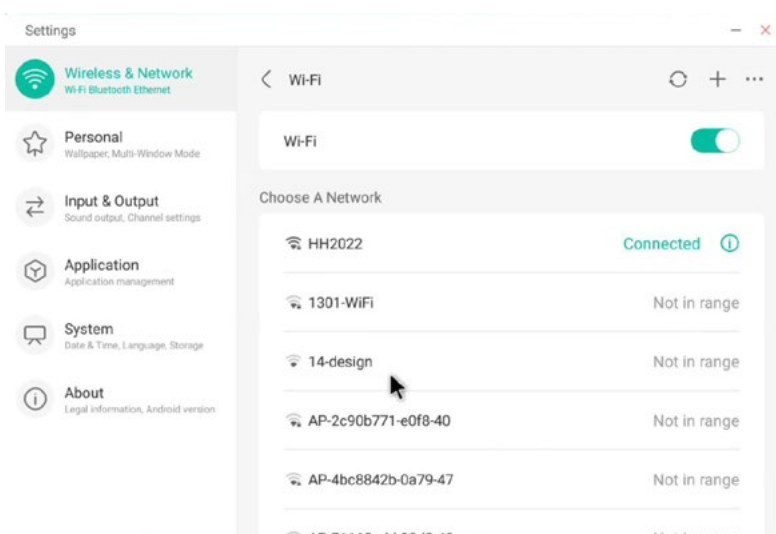 Settings
Wireless & Network
Wi-Fi Bluetooth Ethernet
Personal
Wallpaper, Multi-Window Mode
Input & Output
Sound output, Channel settings
Application
Application management
System
Date & Time, Language, Storage
About
Legal information, Android version
Wi-Fi
Wi-Fi
Choose A Network
HH2022 Connected
1301-WiFi Not in range
14-design Not in range
AP-2c90b771-e0f8-40 Not in range
AP-4bc8842b-0a79-47 Not in range